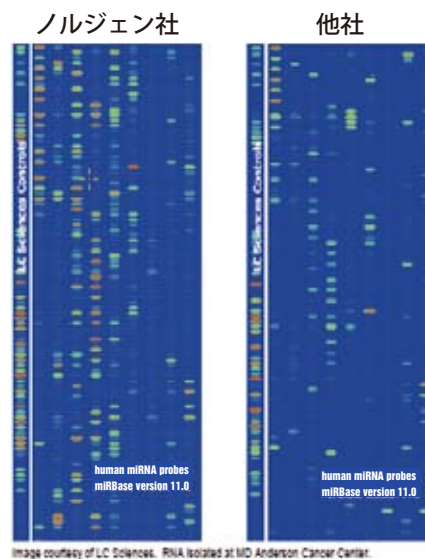 ノルジェン社
他社
LC Sciences Controls
LC Sciences Controls
human miRNA probes
miRBase version 11.0
human miRNA probes
miRBase version 11.0
Image courtesy of LC Sciences. RNA isolated at MD Anderson Cancer Center.